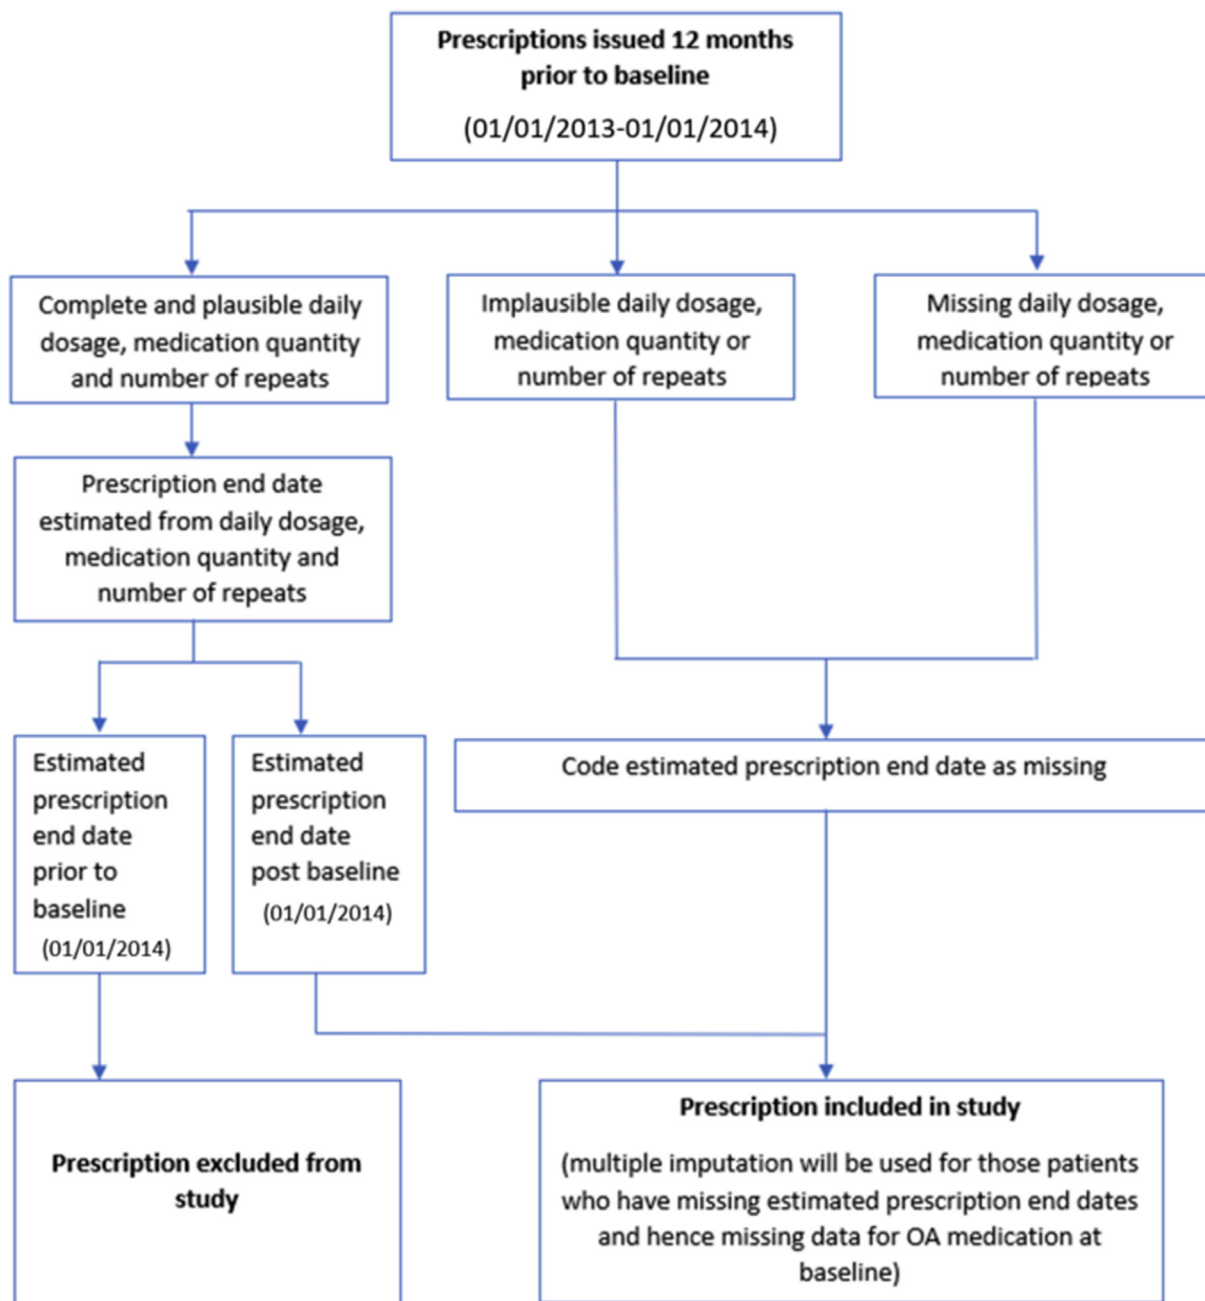 Prescriptions issued 12 months
prior to baseline
(01/01/2013-01/01/2014)
Complete and plausible daily
dosage, medication quantity
and number of repeats
Implausible daily dosage,
medication quantity or
number of repeats
Missing daily dosage,
medication quantity or
number of repeats
Prescription end date
estimated from daily dosage,
medication quantity and
number of repeats
Estimated
prescription
end date
prior to
baseline
(01/01/2014)
Estimated
prescription
end date
post baseline
(01/01/2014)
Code estimated prescription end date as missing
Prescription excluded from
study
Prescription included in study
(multiple imputation will be used for those patients
who have missing estimated prescription end dates
and hence missing data for OA medication at
baseline)